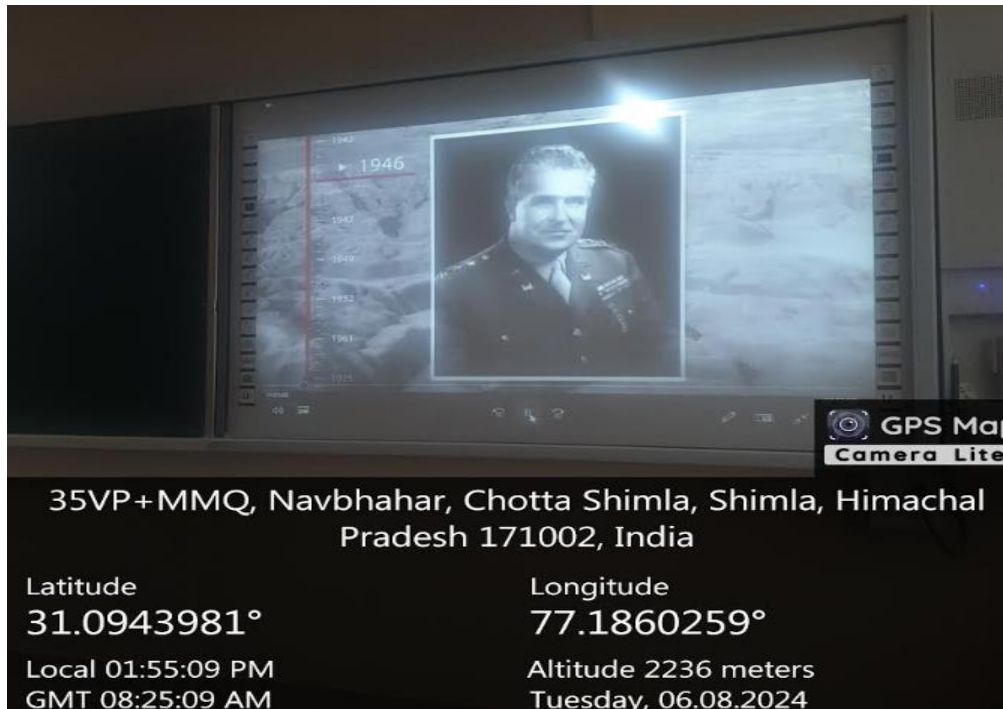 1946
1942
1949
1952
1961
GPS Map
Camera Lite
35VP+MMQ, Navbhahar, Chotta Shimla, Shimla, Himachal
Pradesh 171002, India
Latitude
31.0943981°
Longitude
77.1860259°
Local 01:55:09 PM
GMT 08:25:09 AM
Altitude 2236 meters
Tuesday, 06.08.2024